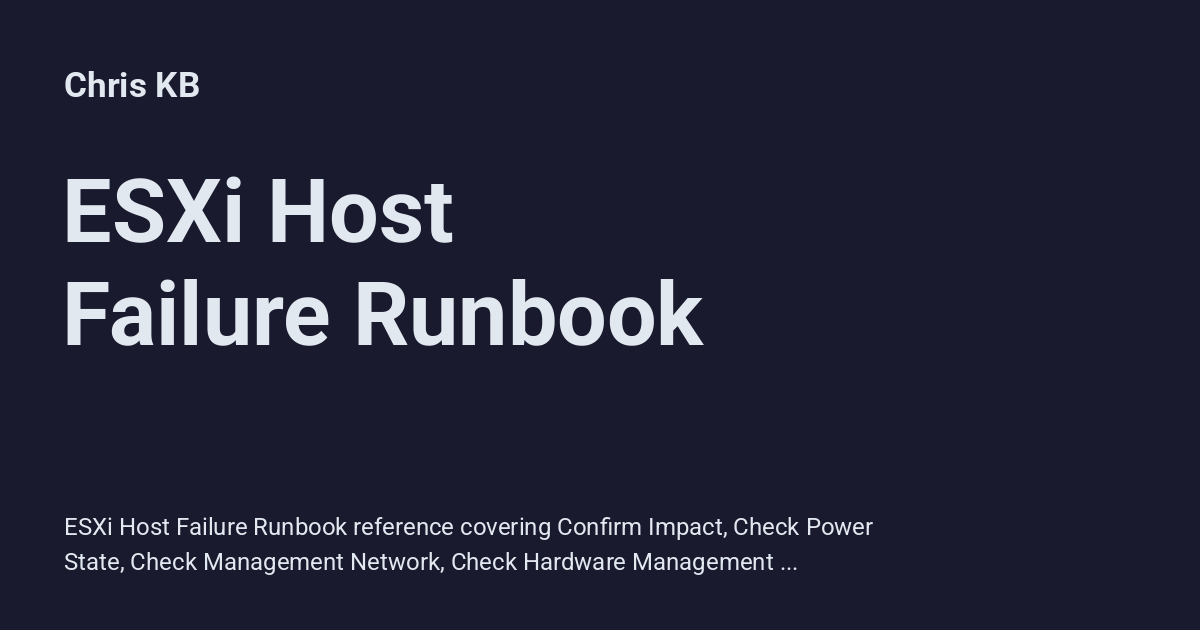 Chris KB
ESXi Host
Failure Runbook
ESXi Host Failure Runbook reference covering Confirm Impact, Check Power
State, Check Management Network, Check Hardware Management ...